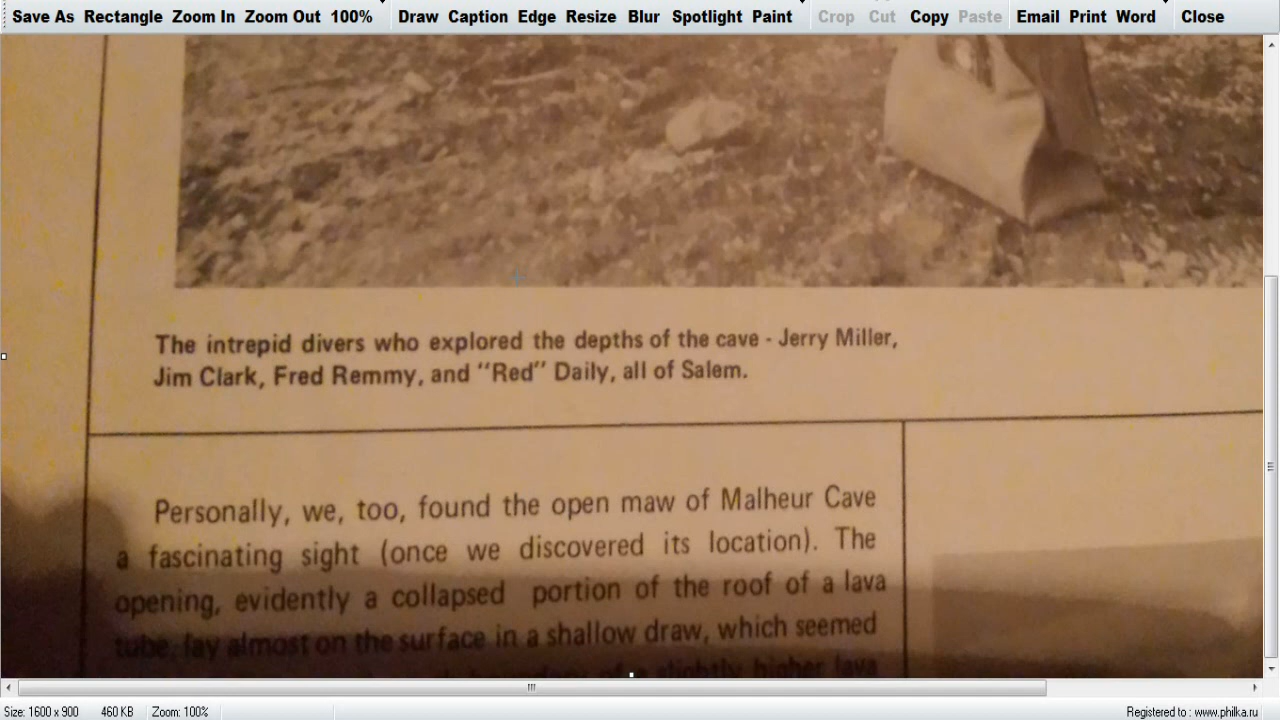 Save As Rectangle Zoom In Zoom Out 100% Draw Caption Edge Resize Blur Spotlight Paint Crop Cut Copy Paste Email Print Word Close
The intrepid divers who explored the depths of the cave - Jerry Miller,
Jim Clark, Fred Remmy, and "Red" Daily, all of Salem.
Personally, we, too, found the open maw of Malheur Cave
a fascinating sight (once we discovered its location). The
opening, evidently a collapsed portion of the roof of a lava
tube, lay almost on the surface in a shallow draw, which seemed
of a slightly higher lava
Size: 1600 x 900 460 KB Zoom: 100% Registered to : www.philka.ru